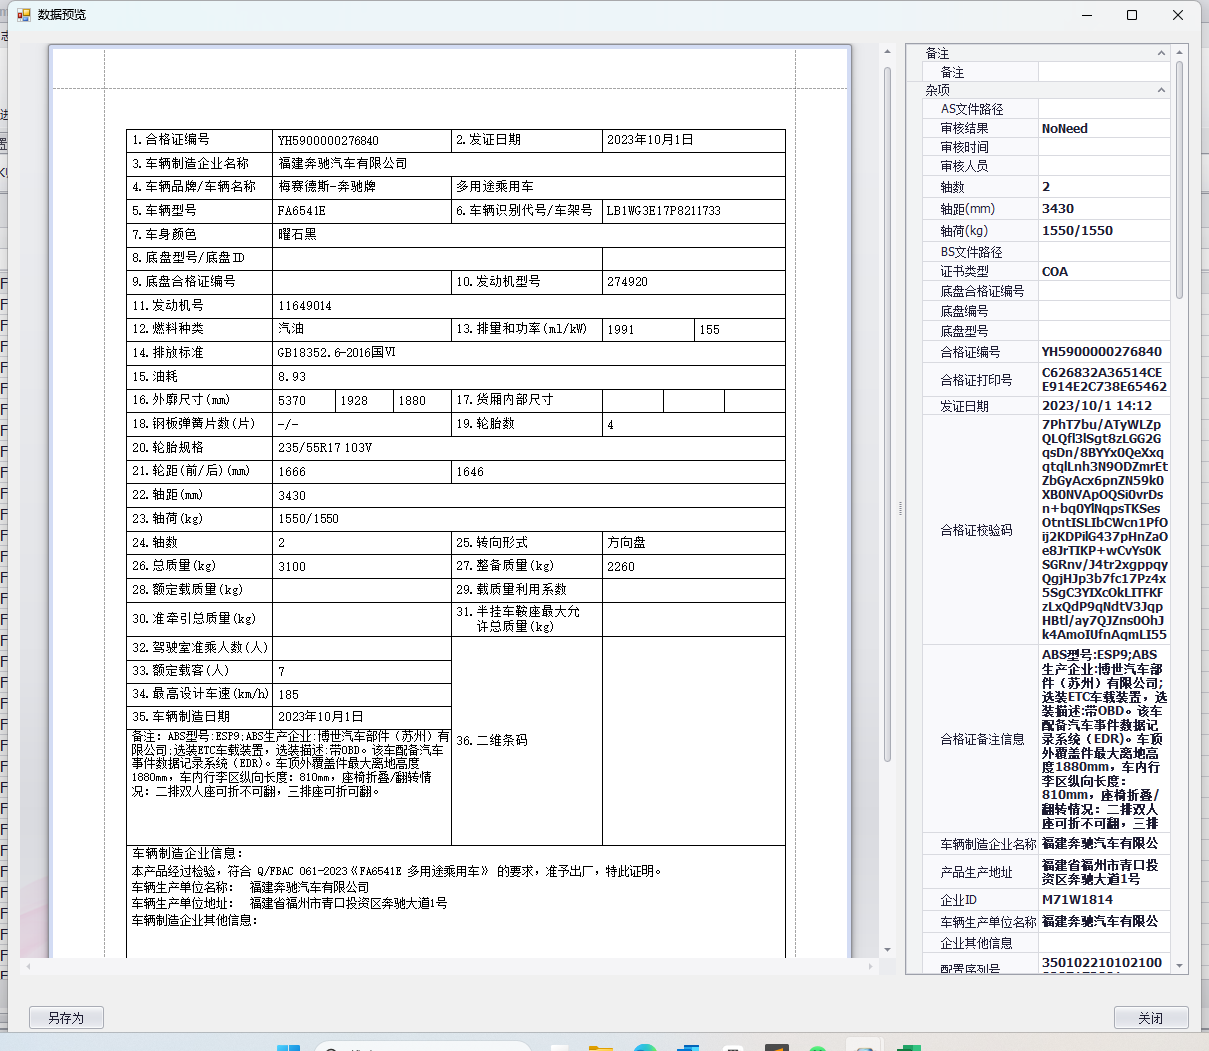 数据预览
1.合格证编号 YH5900000276840 2.发证日期 2023年10月1日
3.车辆制造企业名称 福建奔驰汽车有限公司
4.车辆品牌/车辆名称 梅赛德斯-奔驰牌 多用途乘用车
5.车辆型号 FA6541E 6.车辆识别代号/车架号 LB1WG3E17P8211733
7.车身颜色 曜石黑
8.底盘型号/底盘ID
9.底盘合格证编号 10.发动机型号 274920
11.发动机号 11649014
12.燃料种类 汽油 13.排量和功率(ml/kW) 1991 155
14.排放标准 GB18352.6-2016国Ⅵ
15.油耗 8.93
16.外廓尺寸(mm) 5370 1928 1880 17.货厢内部尺寸
18.钢板弹簧片数(片) -/- 19.轮胎数 4
20.轮胎规格 235/55R17 103V
21.轮距(前/后)(mm) 1666 1646
22.轴距(mm) 3430
23.轴荷(kg) 1550/1550
24.轴数 2 25.转向形式 方向盘
26.总质量(kg) 3100 27.整备质量(kg) 2260
28.额定载质量(kg) 29.载质量利用系数
30.准牵引总质量(kg) 31.半挂车鞍座最大允
许总质量(kg)
32.驾驶室准乘人数(人)
33.额定载客(人) 7
34.最高设计车速(km/h) 185
35.车辆制造日期 2023年10月1日
备注：ABS型号:ESP9;ABS生产企业:博世汽车部件（苏州）有
限公司;选装ETC车载装置，选装描述:带OBD。该车配备汽车
事件数据记录系统（EDR）。车顶外覆盖件最大离地高度
1880mm，车内行李区纵向长度：810mm，座椅折叠/翻转情
况：二排双人座可折不可翻，三排座可折可翻。
36.二维条码
车辆制造企业信息：
本产品经过检验，符合 Q/FBAC 061-2023《FA6541E 多用途乘用车》 的要求，准予出厂，特此证明。
车辆生产单位名称： 福建奔驰汽车有限公司
车辆生产单位地址： 福建省福州市青口投资区奔驰大道1号
车辆制造企业其他信息：
备注
备注
杂项
AS文件路径
审核结果 NoNeed
审核时间
审核人员
轴数 2
轴距(mm) 3430
轴荷(kg) 1550/1550
BS文件路径
证书类型 COA
底盘合格证编号
底盘编号
底盘型号
合格证编号 YH5900000276840
合格证打印号 C626832A36514CE
E914E2C738E65462
发证日期 2023/10/1 14:12
合格证校验码
7PhT7bu/ATyWLZp
QLQfl3lSgt8zLGG2G
qsDn/8BYYx0QeXxq
qtqlLnh3N9ODZmrEt
ZbGyAcx6pnZN59k0
XB0NVApOQSi0vrDs
n+bq0YlNqpsTKSes
OtntISLIbCWcn1PfO
ij2KDPilG437pHnZaO
e8JrTIKP+wCvYs0K
SGRnv/J4tr2xgppqy
QgjHJp3b7fc17Pz4x
5SgC3YIXcOkLITFKF
zLxQdP9qNdtV3Jqp
HBtl/ay7QJZns0OhJ
k4AmoIUfnAqmLI55
合格证备注信息
ABS型号:ESP9;ABS
生产企业:博世汽车部
件（苏州）有限公司;
选装ETC车载装置，选
装描述:带OBD。该车
配备汽车事件数据记
录系统（EDR）。车顶
外覆盖件最大离地高
度1880mm，车内行
李区纵向长度：
810mm，座椅折叠/
翻转情况：二排双人
座可折不可翻，三排
车辆制造企业名称 福建奔驰汽车有限公
产品生产地址 福建省福州市青口投
资区奔驰大道1号
企业ID M71W1814
车辆生产单位名称 福建奔驰汽车有限公
企业其他信息
配置序列号 350102210102100
另存为
关闭